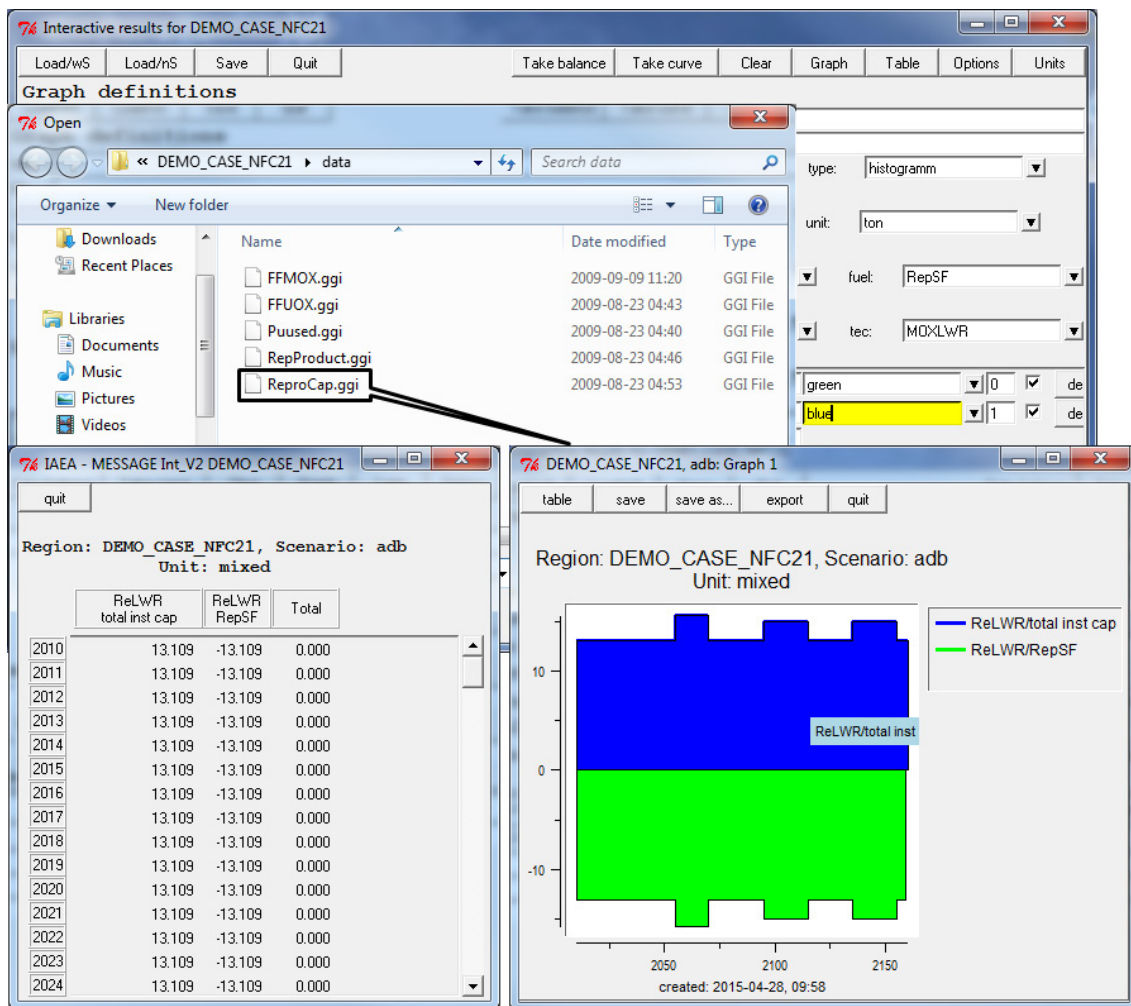 Interactive results for DEMO_CASE_NFC21
Load/wS Load/nS Save Quit Take balance Take curve Clear Graph Table Options Units
Graph definitions
Open
« DEMO_CASE_NFC21 data Search data
type: histogramm
Organize New folder
unit: ton
Downloads Name Date modified Type
Recent Places
FFMOX.ggi 2009-09-09 11:20 GGI File
fuel: RepSF
FFUOX.ggi 2009-08-23 04:43 GGI File
Libraries
Puused.ggi 2009-08-23 04:40 GGI File
tec: MOXLWR
Documents
RepProduct.ggi 2009-08-23 04:46 GGI File
Music
ReproCap.ggi 2009-08-23 04:53 GGI File
green 0 de
Pictures
blue 1 de
Videos
IAEA - MESSAGE Int_V2 DEMO_CASE_NFC21
quit
Region: DEMO_CASE_NFC21, Scenario: adb
Unit: mixed
ReLWR ReLWR Total
total inst cap RepSF
2010 13.109 -13.109 0.000
2011 13.109 -13.109 0.000
2012 13.109 -13.109 0.000
2013 13.109 -13.109 0.000
2014 13.109 -13.109 0.000
2015 13.109 -13.109 0.000
2016 13.109 -13.109 0.000
2017 13.109 -13.109 0.000
2018 13.109 -13.109 0.000
2019 13.109 -13.109 0.000
2020 13.109 -13.109 0.000
2021 13.109 -13.109 0.000
2022 13.109 -13.109 0.000
2023 13.109 -13.109 0.000
2024 13.109 -13.109 0.000
DEMO_CASE_NFC21, adb: Graph 1
table save save as... export quit
Region: DEMO_CASE_NFC21, Scenario: adb
Unit: mixed
ReLWR/total inst cap
ReLWR/RepSF
10
ReLWR/total inst
0
-10
2050 2100 2150
created: 2015-04-28, 09:58